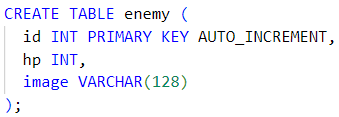 CREATE TABLE enemy (
  id INT PRIMARY KEY AUTO_INCREMENT,
  hp INT,
  image VARCHAR(128)
);